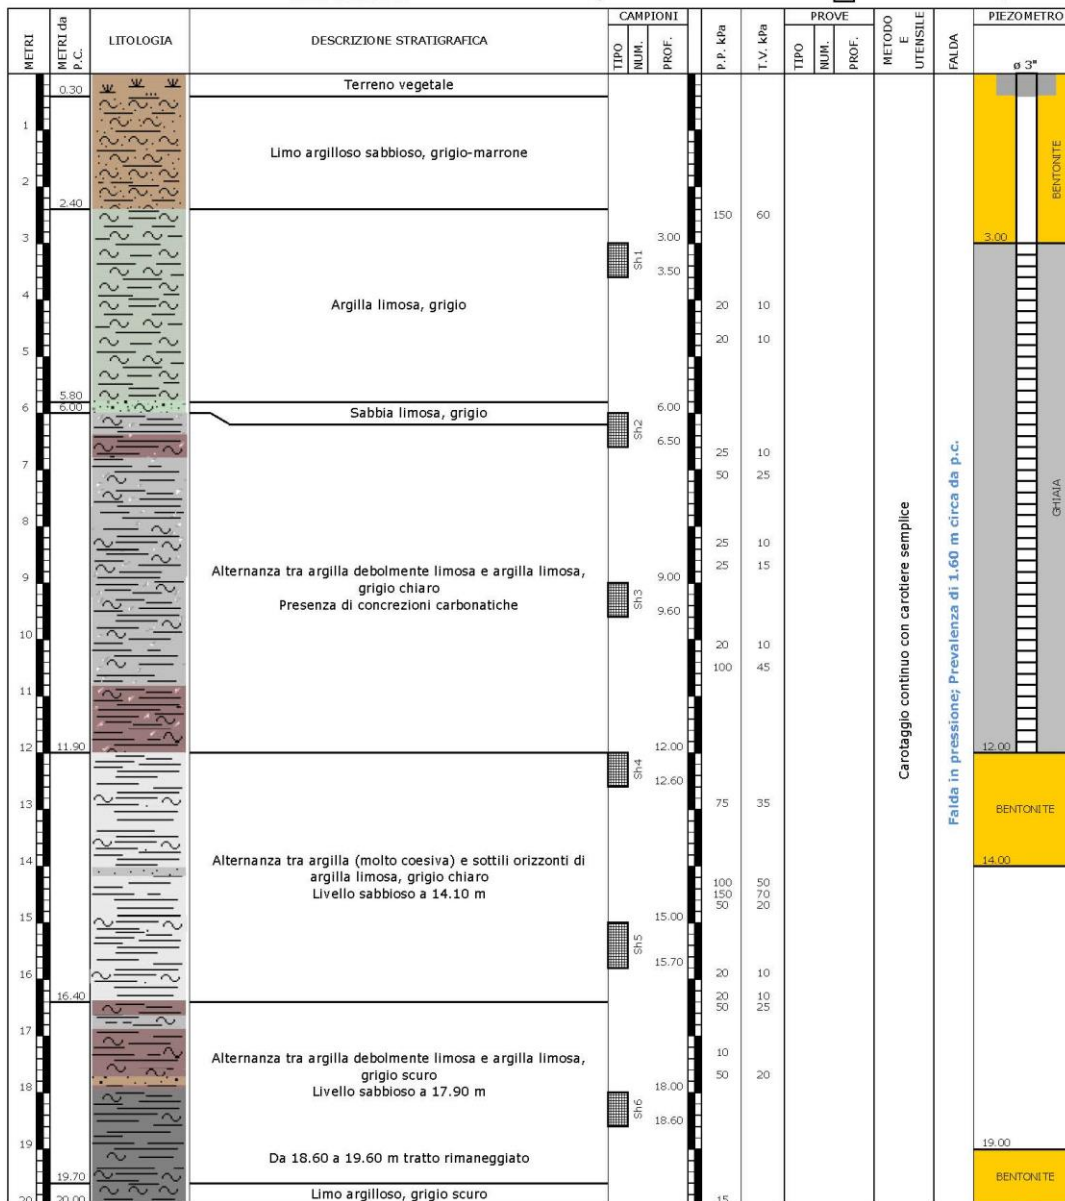 CAMPIONI PROVE PIEZOMETRO
METRI
METRI da P.C.
LITOLOGIA
DESCRIZIONE STRATIGRAFICA
TIPO
NUM.
PROF.
P.P. kPa
T.V. kPa
TIPO
NUM.
PROF.
METODO E UTENSILE
FALDA
ø 3"
0.30 Terreno vegetale
1
Limo argilloso sabbioso, grigio-marrone
BENTONITE
2
2.40
150 60
3
3.00 3.00
Sh1
3.50
4
Argilla limosa, grigio
20 10
20 10
5
5.80
6
6.00 Sabbia limosa, grigio
6.00
Sh2
6.50
25 10
7
50 25
8
25 10
25 15
9
Alternanza tra argilla debolmente limosa e argilla limosa,
grigio chiaro
Presenza di concrezioni carbonatiche
9.00
Sh3
9.60
GHIAIA
10
20 10
100 45
11
12
11.90
12.00 12.00
Sh4
12.60
Carotaggio continuo con carotiere semplice
Falda in pressione; Prevalenza di 1.60 m circa da p.c.
13
75 35
BENTONITE
14
14.00
Alternanza tra argilla (molto coesiva) e sottili orizzonti di
argilla limosa, grigio chiaro
Livello sabbioso a 14.10 m
100 50
150 70
50 20
15
15.00
Sh5
15.70
16
20 10
16.40
20 10
50 25
17
Alternanza tra argilla debolmente limosa e argilla limosa,
grigio scuro
Livello sabbioso a 17.90 m
10
50 20
18
18.00
Sh6
18.60
19
19.00
Da 18.60 a 19.60 m tratto rimaneggiato
19.70
BENTONITE
20
20.00
Limo argilloso, grigio scuro
15